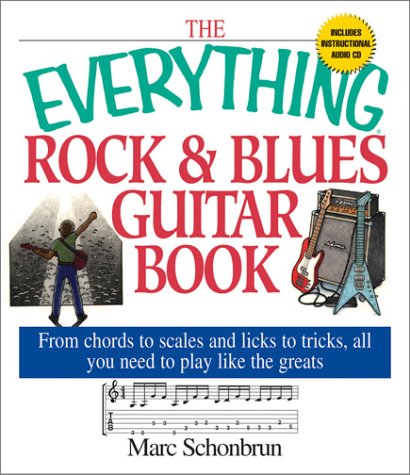 THE
INCLUDES
INSTRUCTIONAL
AUDIO CD
EVERYTHING®
ROCK & BLUES
GUITAR
BOOK
From chords to scales and licks to tricks, all
you need to play like the greats
Marc Schonbrun